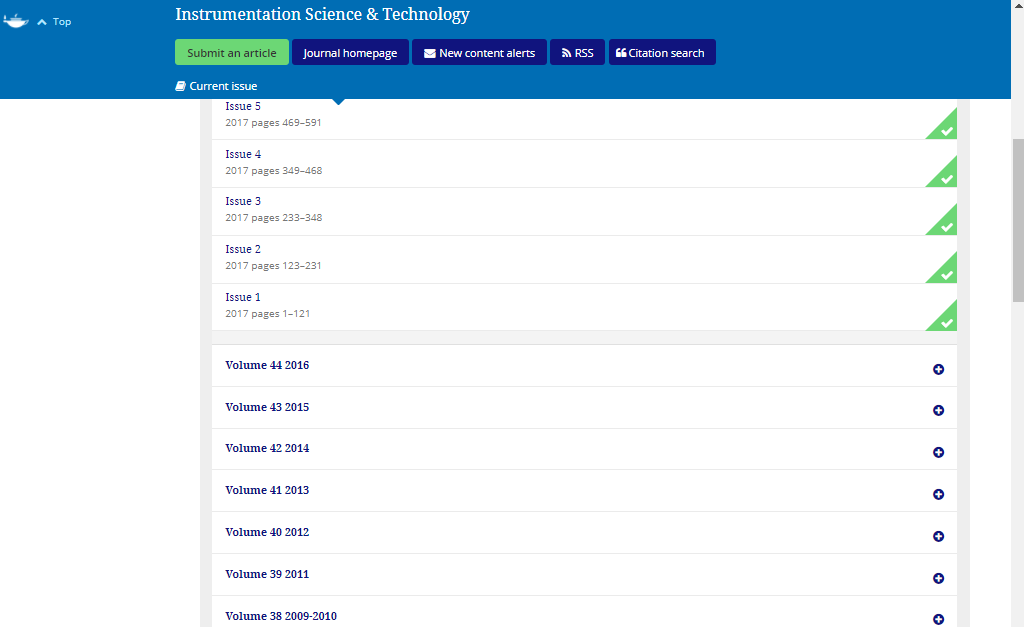 Top
Instrumentation Science & Technology
Submit an article
Journal homepage
New content alerts
RSS
Citation search
Current issue
Issue 5
2017 pages 469–591
Issue 4
2017 pages 349–468
Issue 3
2017 pages 233–348
Issue 2
2017 pages 123–231
Issue 1
2017 pages 1–121
Volume 44 2016
Volume 43 2015
Volume 42 2014
Volume 41 2013
Volume 40 2012
Volume 39 2011
Volume 38 2009-2010